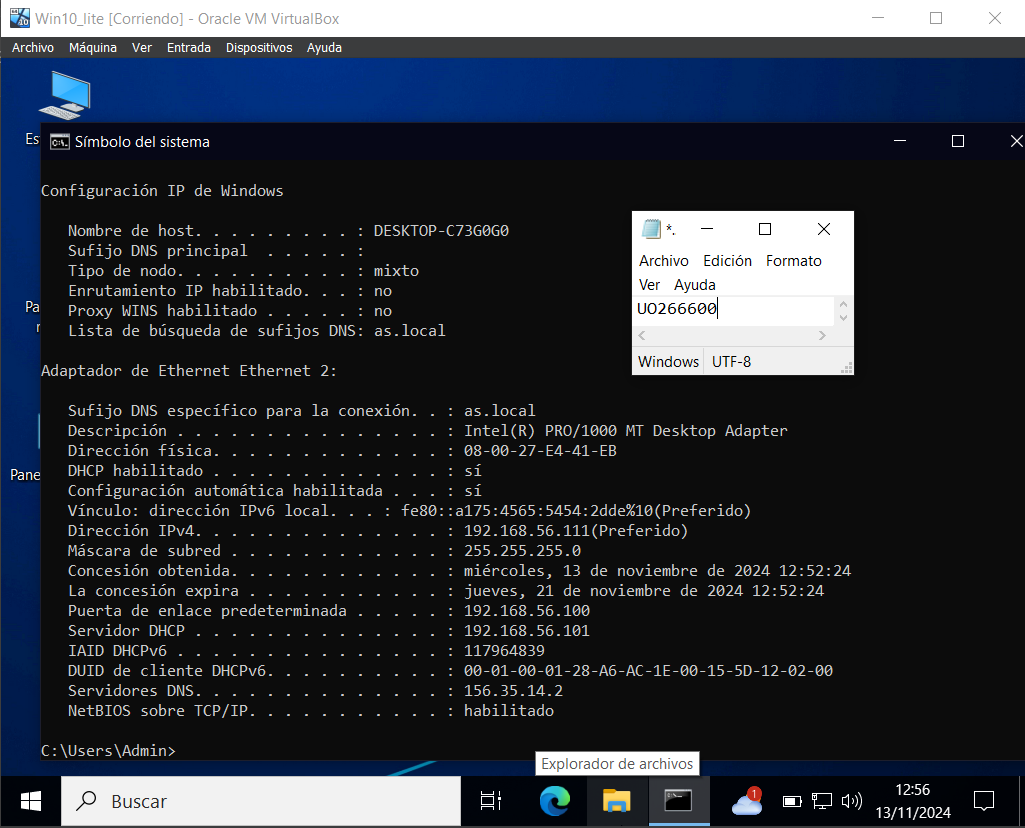 Win10_lite [Corriendo] - Oracle VM VirtualBox
Archivo Máquina Ver Entrada Dispositivos Ayuda
Símbolo del sistema
Configuración IP de Windows
Nombre de host. . . . . . . . . : DESKTOP-C73G0G0
Sufijo DNS principal  . . . . . :
Tipo de nodo. . . . . . . . . . : mixto
Enrutamiento IP habilitado. . . : no
Proxy WINS habilitado . . . . . : no
Lista de búsqueda de sufijos DNS: as.local
*.
Archivo Edición Formato
Ver Ayuda
UO266600
Windows UTF-8
Adaptador de Ethernet Ethernet 2:
Sufijo DNS específico para la conexión. . : as.local
Descripción . . . . . . . . . . . . . . . : Intel(R) PRO/1000 MT Desktop Adapter
Dirección física. . . . . . . . . . . . . : 08-00-27-E4-41-EB
DHCP habilitado . . . . . . . . . . . . . : sí
Configuración automática habilitada . . . : sí
Vínculo: dirección IPv6 local. . . : fe80::a175:4565:5454:2dde%10(Preferido)
Dirección IPv4. . . . . . . . . . . . . . : 192.168.56.111(Preferido)
Máscara de subred . . . . . . . . . . . . : 255.255.255.0
Concesión obtenida. . . . . . . . . . . . : miércoles, 13 de noviembre de 2024 12:52:24
La concesión expira . . . . . . . . . . . : jueves, 21 de noviembre de 2024 12:52:24
Puerta de enlace predeterminada . . . . . : 192.168.56.100
Servidor DHCP . . . . . . . . . . . . . . : 192.168.56.101
IAID DHCPv6 . . . . . . . . . . . . . . . : 117964839
DUID de cliente DHCPv6. . . . . . . . . . : 00-01-00-01-28-A6-AC-1E-00-15-5D-12-02-00
Servidores DNS. . . . . . . . . . . . . . : 156.35.14.2
NetBIOS sobre TCP/IP. . . . . . . . . . . : habilitado
C:\Users\Admin>
Explorador de archivos
Buscar
1
12:56
13/11/2024